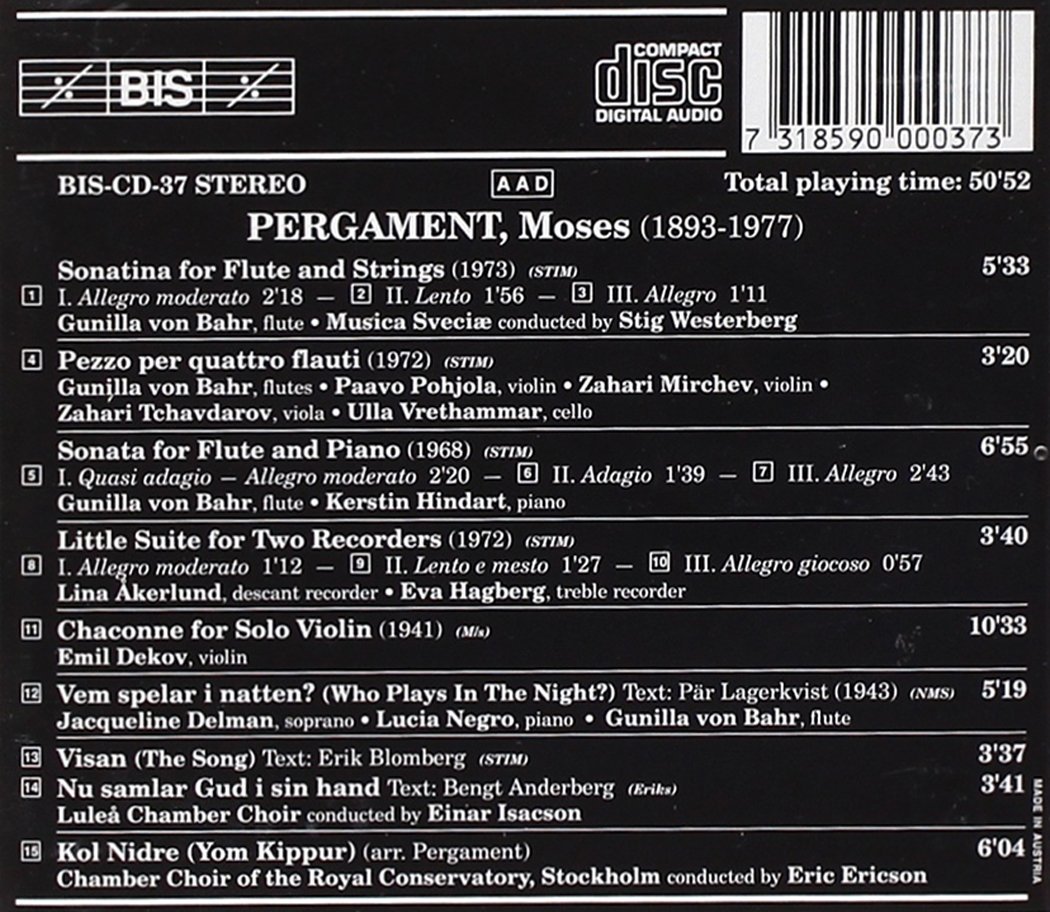 BIS
COMPACT
disc
DIGITAL AUDIO
7 318590 000373
BIS-CD-37 STEREO AAD Total playing time: 50'52
PERGAMENT, Moses (1893-1977)
Sonatina for Flute and Strings (1973) (STIM) 5'33
1 I. Allegro moderato 2'18 – 2 II. Lento 1'56 – 3 III. Allegro 1'11
Gunilla von Bahr, flute • Musica Sveciæ conducted by Stig Westerberg
4 Pezzo per quattro flauti (1972) (STIM) 3'20
Gunilla von Bahr, flutes • Paavo Pohjola, violin • Zahari Mirchev, violin •
Zahari Tchavdarov, viola • Ulla Vrethammar, cello
Sonata for Flute and Piano (1968) (STIM) 6'55
5 I. Quasi adagio – Allegro moderato 2'20 – 6 II. Adagio 1'39 – 7 III. Allegro 2'43
Gunilla von Bahr, flute • Kerstin Hindart, piano
Little Suite for Two Recorders (1972) (STIM) 3'40
8 I. Allegro moderato 1'12 – 9 II. Lento e mesto 1'27 – 10 III. Allegro giocoso 0'57
Lina Åkerlund, descant recorder • Eva Hagberg, treble recorder
11 Chaconne for Solo Violin (1941) (M/s) 10'33
Emil Dekov, violin
12 Vem spelar i natten? (Who Plays In The Night?) Text: Pär Lagerkvist (1943) (NMS) 5'19
Jacqueline Delman, soprano • Lucia Negro, piano • Gunilla von Bahr, flute
13 Visan (The Song) Text: Erik Blomberg (STIM) 3'37
14 Nu samlar Gud i sin hand Text: Bengt Anderberg (Eriks) 3'41
Luleå Chamber Choir conducted by Einar Isacson
15 Kol Nidre (Yom Kippur) (arr. Pergament) 6'04
Chamber Choir of the Royal Conservatory, Stockholm conducted by Eric Ericson
MADE IN AUSTRIA